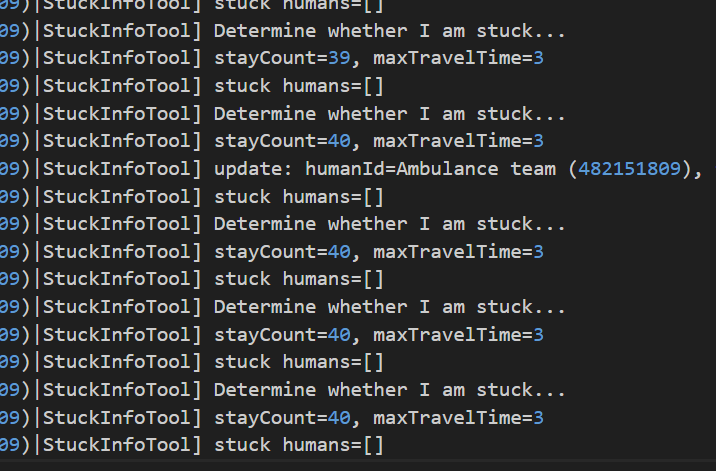 09)|StuckInfoTool] stuck humans=[]
09)|StuckInfoTool] Determine whether I am stuck...
09)|StuckInfoTool] stayCount=39, maxTravelTime=3
09)|StuckInfoTool] stuck humans=[]
09)|StuckInfoTool] Determine whether I am stuck...
09)|StuckInfoTool] stayCount=40, maxTravelTime=3
09)|StuckInfoTool] update: humanId=Ambulance team (482151809),
09)|StuckInfoTool] stuck humans=[]
09)|StuckInfoTool] Determine whether I am stuck...
09)|StuckInfoTool] stayCount=40, maxTravelTime=3
09)|StuckInfoTool] stuck humans=[]
09)|StuckInfoTool] Determine whether I am stuck...
09)|StuckInfoTool] stayCount=40, maxTravelTime=3
09)|StuckInfoTool] stuck humans=[]
09)|StuckInfoTool] Determine whether I am stuck...
09)|StuckInfoTool] stayCount=40, maxTravelTime=3
09)|StuckInfoTool] stuck humans=[]